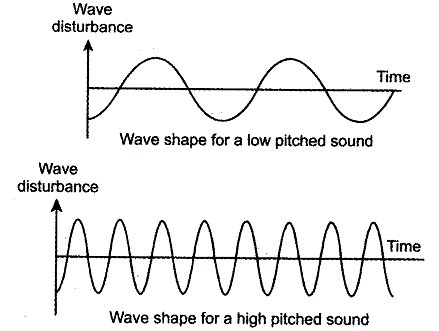 Wave
disturbance
Time
Wave shape for a low pitched sound
Wave
disturbance
Time
Wave shape for a high pitched sound